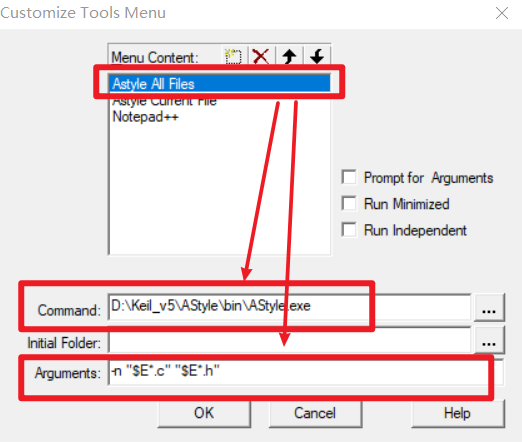 Customize Tools Menu
Menu Content:
Astyle All Files
Astyle Current File
Notepad++
Prompt for Arguments
Run Minimized
Run Independent
Command: D:\Keil_v5\AStyle\bin\AStyle.exe ...
Initial Folder: ...
Arguments: -n "$E*.c" "$E*.h"
OK Cancel Help